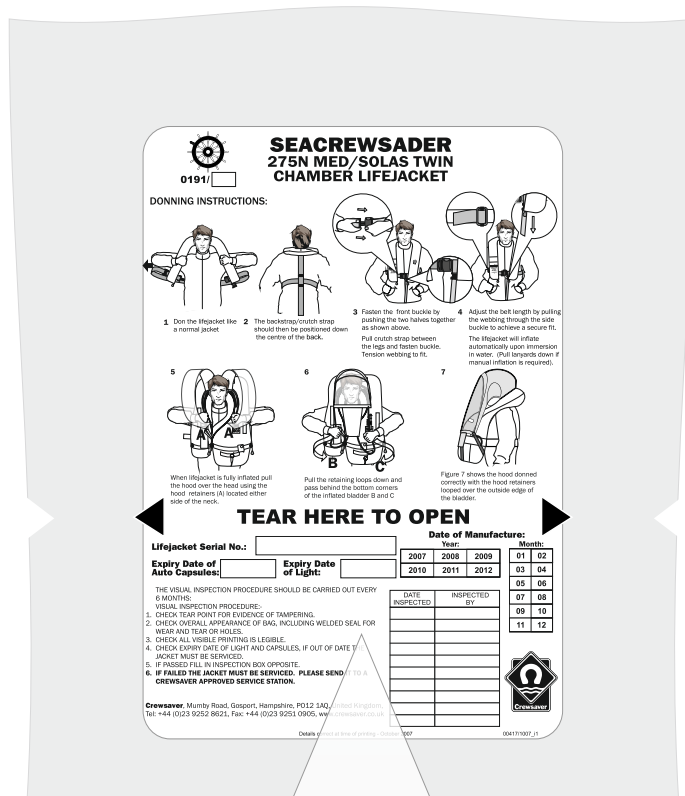 SEACREWSADER
275N MED/SOLAS TWIN
CHAMBER LIFEJACKET
0191/
DONNING INSTRUCTIONS:
1 Don the lifejacket like
a normal jacket
2 The backstrap/crutch strap
should then be positioned down
the centre of the back.
3 Fasten the front buckle by
pushing the two halves together
as shown above.
Pull crutch strap between
the legs and fasten buckle.
Tension webbing to fit.
4 Adjust the belt length by pulling
the webbing through the side
buckle to achieve a secure fit.
The lifejacket will inflate
automatically upon immersion
in water. (Pull lanyards down if
manual inflation is required).
5
A A
When lifejacket is fully inflated pull
the hood over the head using the
hood retainers (A) located either
side of the neck.
6
B C
Pull the retaining loops down and
pass behind the bottom corners
of the inflated bladder B and C
7
Figure 7 shows the hood donned
correctly with the hood retainers
looped over the outside edge of
the bladder.
TEAR HERE TO OPEN
Lifejacket Serial No.:
Expiry Date of
Auto Capsules:
Expiry Date
of Light:
Date of Manufacture:
Year:
2007 2008 2009
2010 2011 2012
Month:
01 02
03 04
05 06
07 08
09 10
11 12
THE VISUAL INSPECTION PROCEDURE SHOULD BE CARRIED OUT EVERY
6 MONTHS:
VISUAL INSPECTION PROCEDURE:-
1. CHECK TEAR POINT FOR EVIDENCE OF TAMPERING.
2. CHECK OVERALL APPEARANCE OF BAG, INCLUDING WELDED SEAL FOR
WEAR AND TEAR OR HOLES.
3. CHECK ALL VISIBLE PRINTING IS LEGIBLE.
4. CHECK EXPIRY DATE OF LIGHT AND CAPSULES, IF OUT OF DATE THE
JACKET MUST BE SERVICED.
5. IF PASSED FILL IN INSPECTION BOX OPPOSITE.
6. IF FAILED THE JACKET MUST BE SERVICED. PLEASE SEND IT TO A
CREWSAVER APPROVED SERVICE STATION.
DATE
INSPECTED
INSPECTED
BY
Crewsaver
Crewsaver, Mumby Road, Gosport, Hampshire, PO12 1AQ, United Kingdom,
Tel: +44 (0)23 9252 8621, Fax: +44 (0)23 9251 0905, www.crewsaver.co.uk
Details correct at time of printing - October 2007
00417/1007_i1